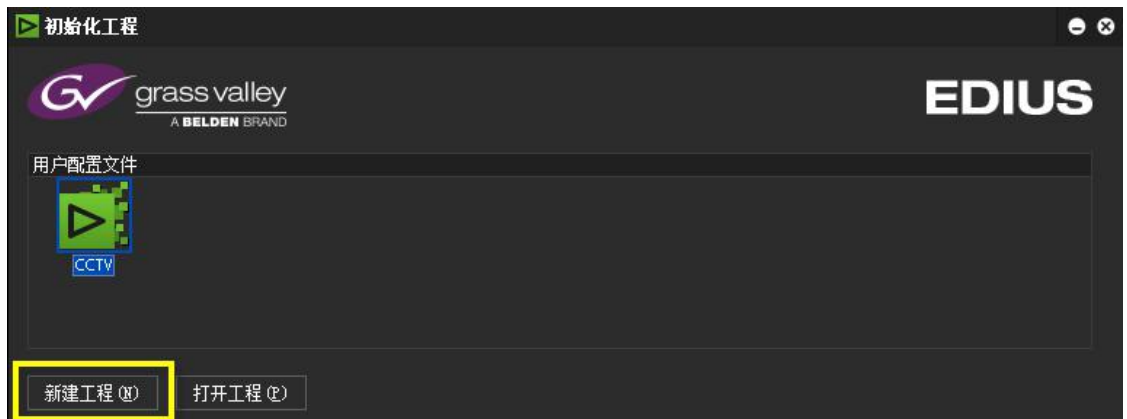 初始化工程
GV grass valley
A BELDEN BRAND
EDIUS
用户配置文件
CCTV
新建工程(N) 打开工程(P)